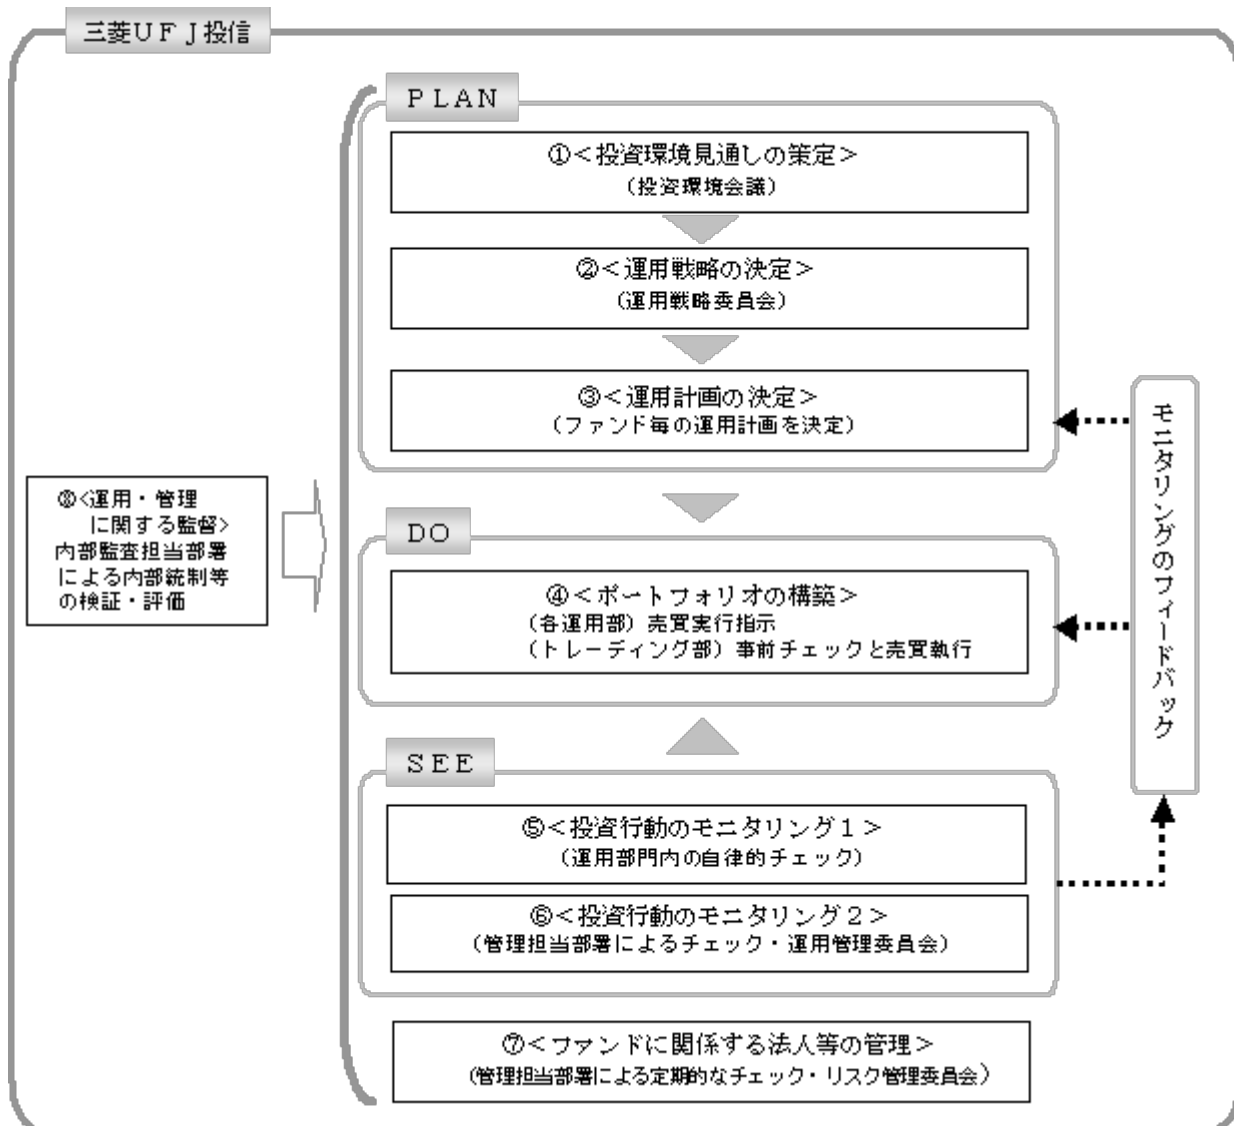 三菱UFJ投信
PLAN
①<投資環境見通しの策定>
(投資環境会議)
②<運用戦略の決定>
(運用戦略委員会)
③<運用計画の決定>
(ファンド毎の運用計画を決定)
⑧<運用・管理
に関する監督>
内部監査担当部署
による内部統制等
の検証・評価
DO
④<ポートフォリオの構築>
(各運用部) 売買実行指示
(トレーディング部) 事前チェックと売買執行
モニタリングのフィードバック
SEE
⑤<投資行動のモニタリング1>
(運用部門内の自律的チェック)
⑥<投資行動のモニタリング2>
(管理担当部署によるチェック・運用管理委員会)
⑦<ファンドに関係する法人等の管理>
(管理担当部署による定期的なチェック・リスク管理委員会)